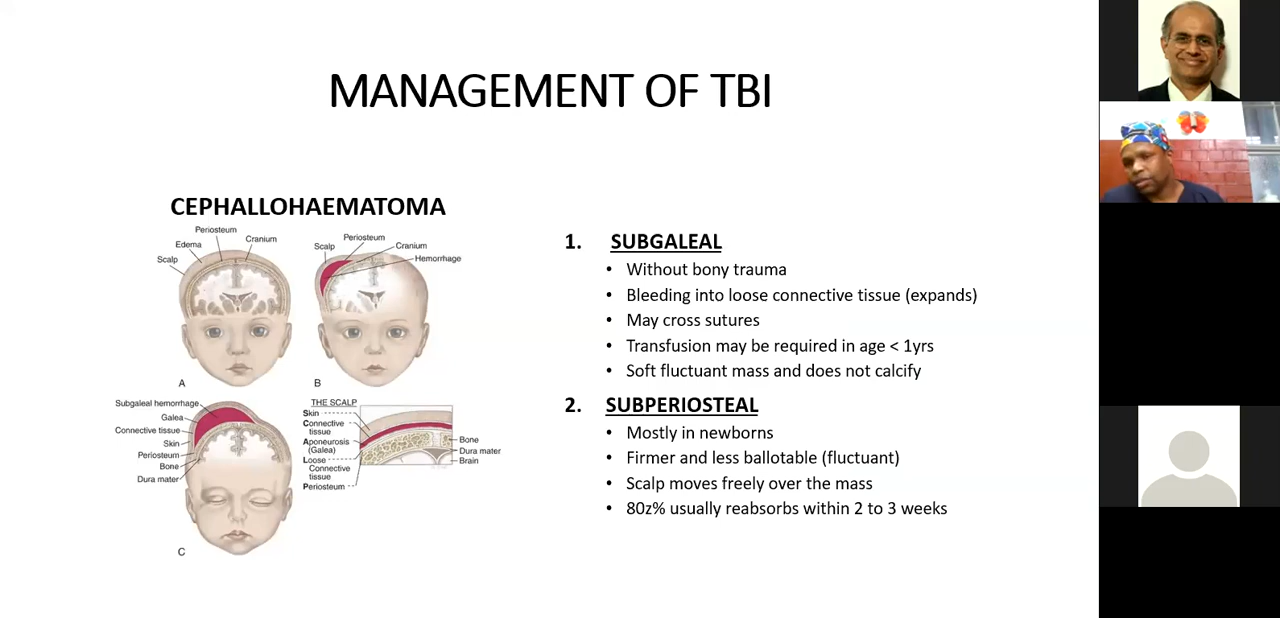 MANAGEMENT OF TBI
CEPHALLOHAEMATOMA
Periosteum
Edema
Cranium
Scalp
A
Periosteum
Scalp
Cranium
Hemorrhage
B
Subgaleal hemorrhage
Galea
Connective tissue
Skin
Periosteum
Bone
Dura mater
C
THE SCALP
Skin
Connective
tissue
Aponeurosis
(Galea)
Loose
Connective
tissue
Periosteum
Bone
Dura mater
Brain
1. SUBGALEAL
• Without bony trauma
• Bleeding into loose connective tissue (expands)
• May cross sutures
• Transfusion may be required in age < 1yrs
• Soft fluctuant mass and does not calcify
2. SUBPERIOSTEAL
• Mostly in newborns
• Firmer and less ballotable (fluctuant)
• Scalp moves freely over the mass
• 80z% usually reabsorbs within 2 to 3 weeks